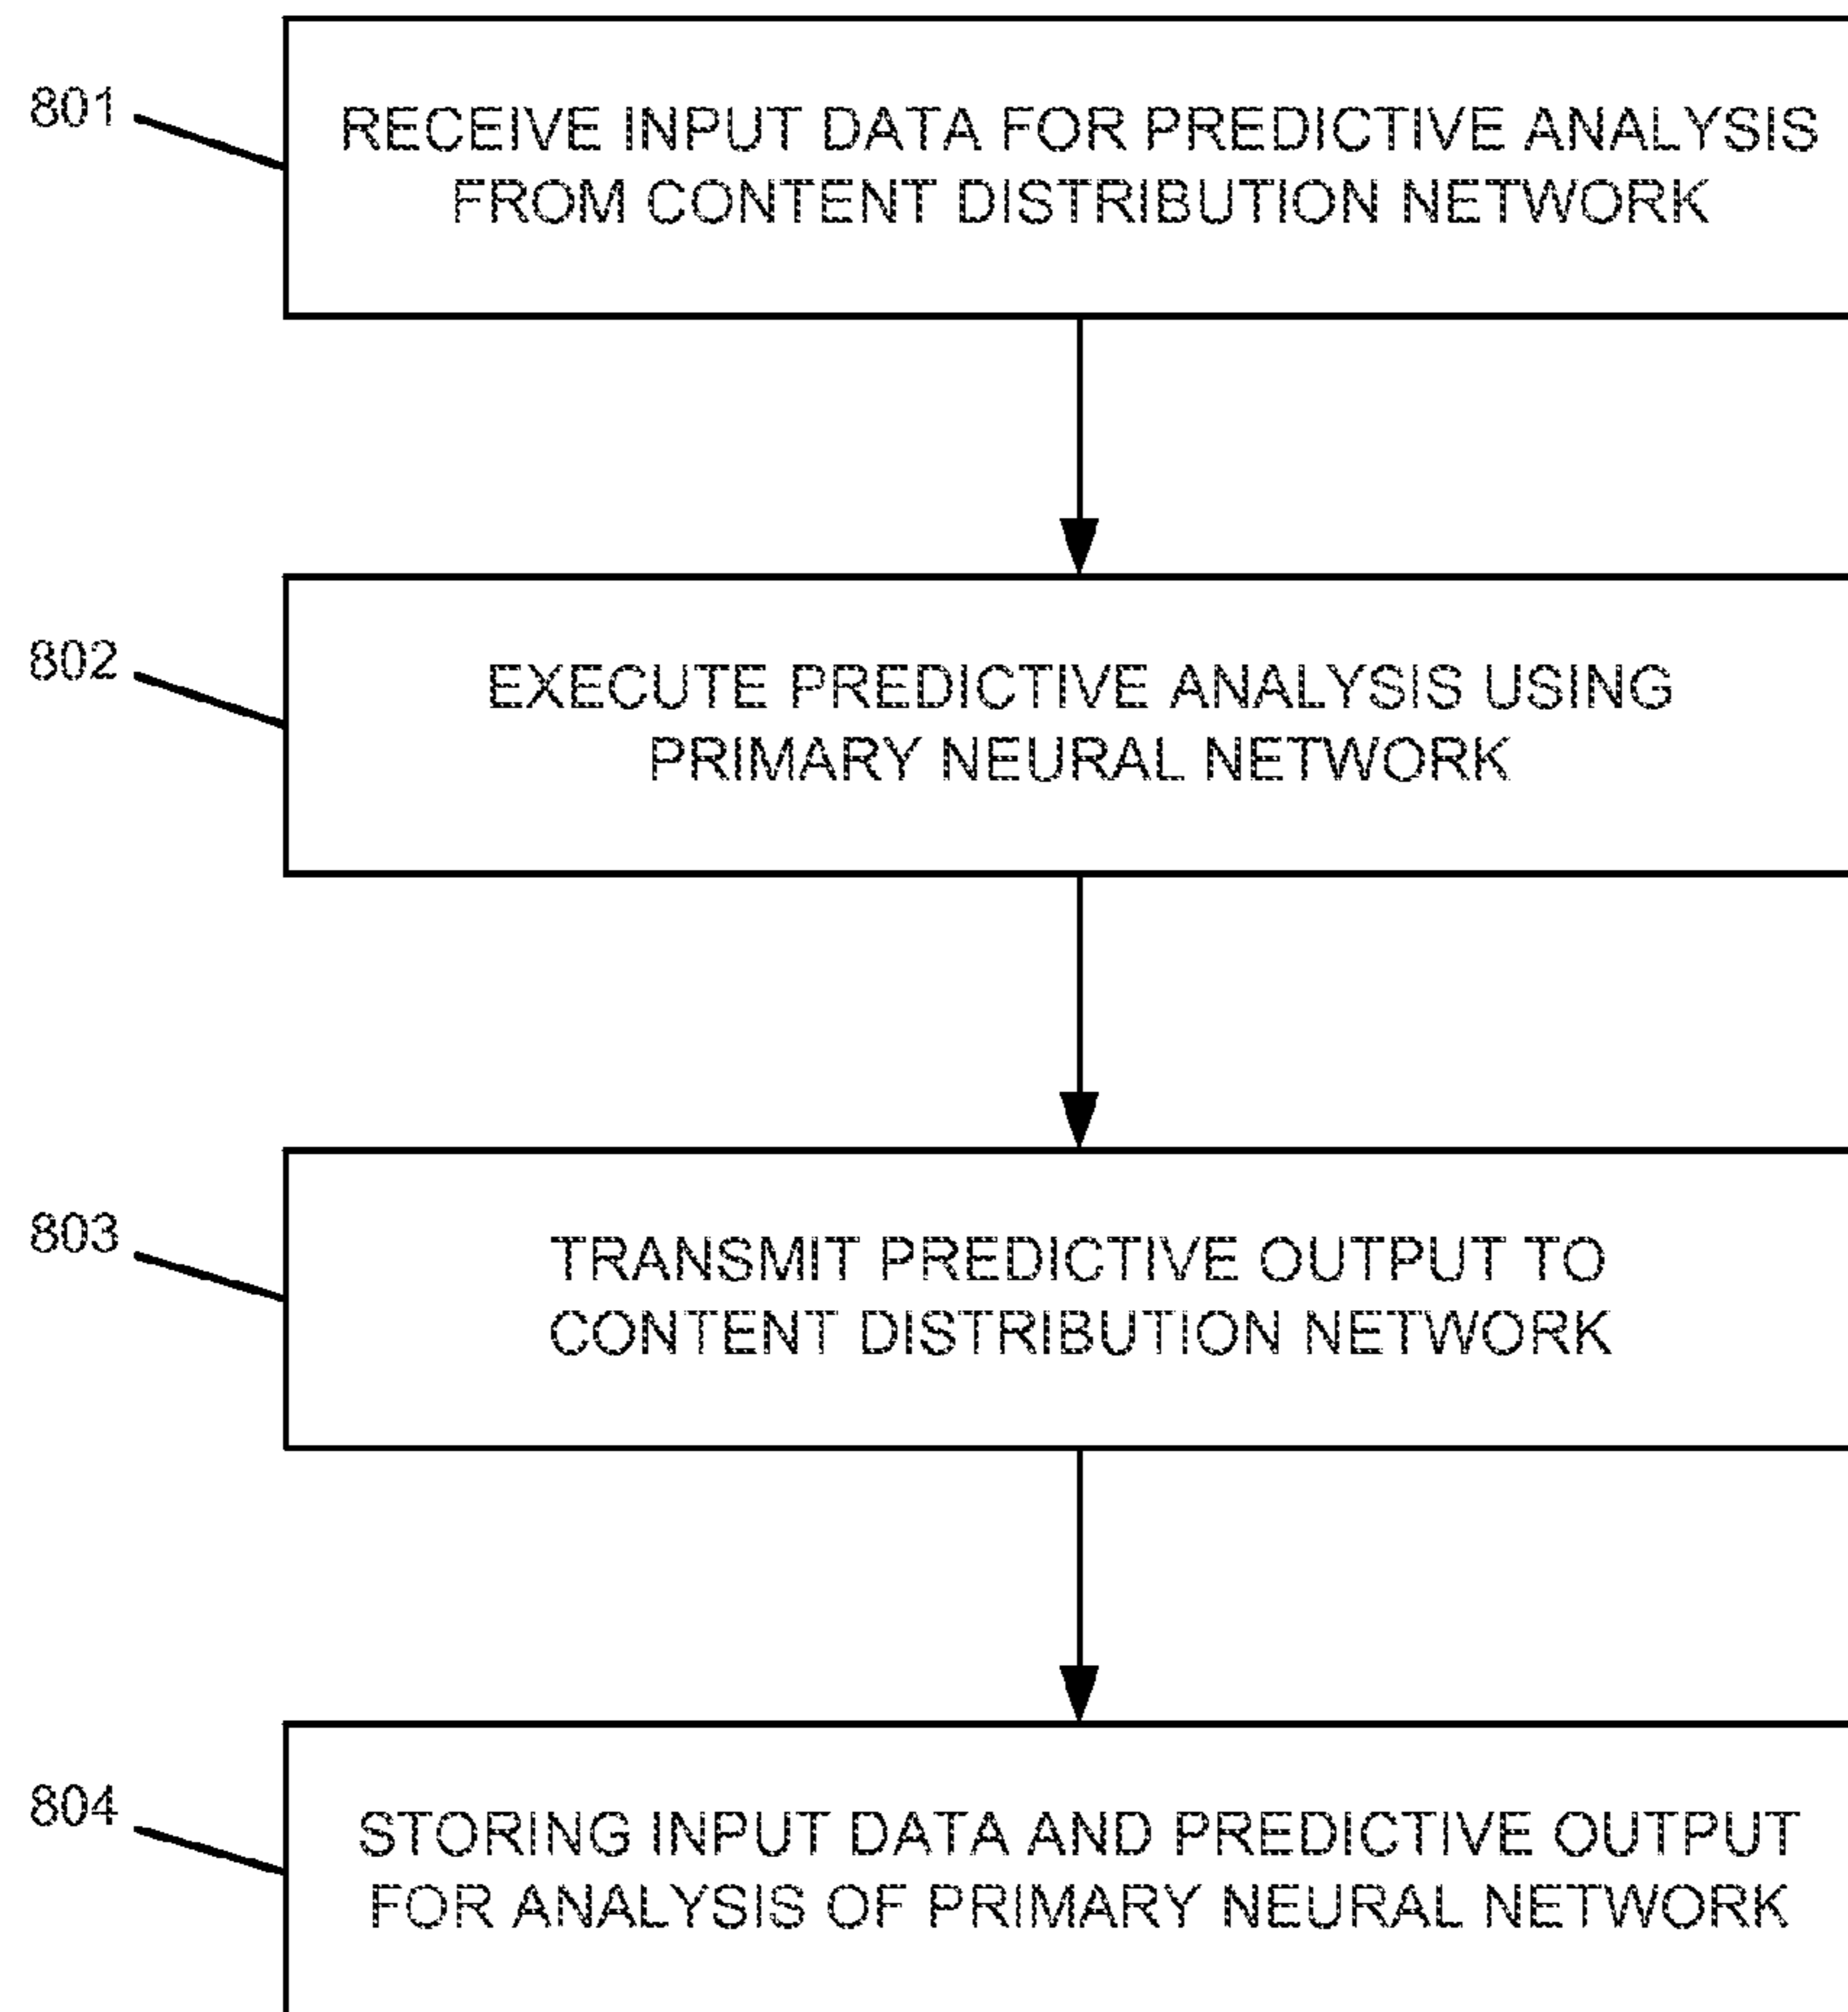 801
RECEIVE INPUT DATA FOR PREDICTIVE ANALYSIS
FROM CONTENT DISTRIBUTION NETWORK
802
EXECUTE PREDICTIVE ANALYSIS USING
PRIMARY NEURAL NETWORK
803
TRANSMIT PREDICTIVE OUTPUT TO
CONTENT DISTRIBUTION NETWORK
804
STORING INPUT DATA AND PREDICTIVE OUTPUT
FOR ANALYSIS OF PRIMARY NEURAL NETWORK